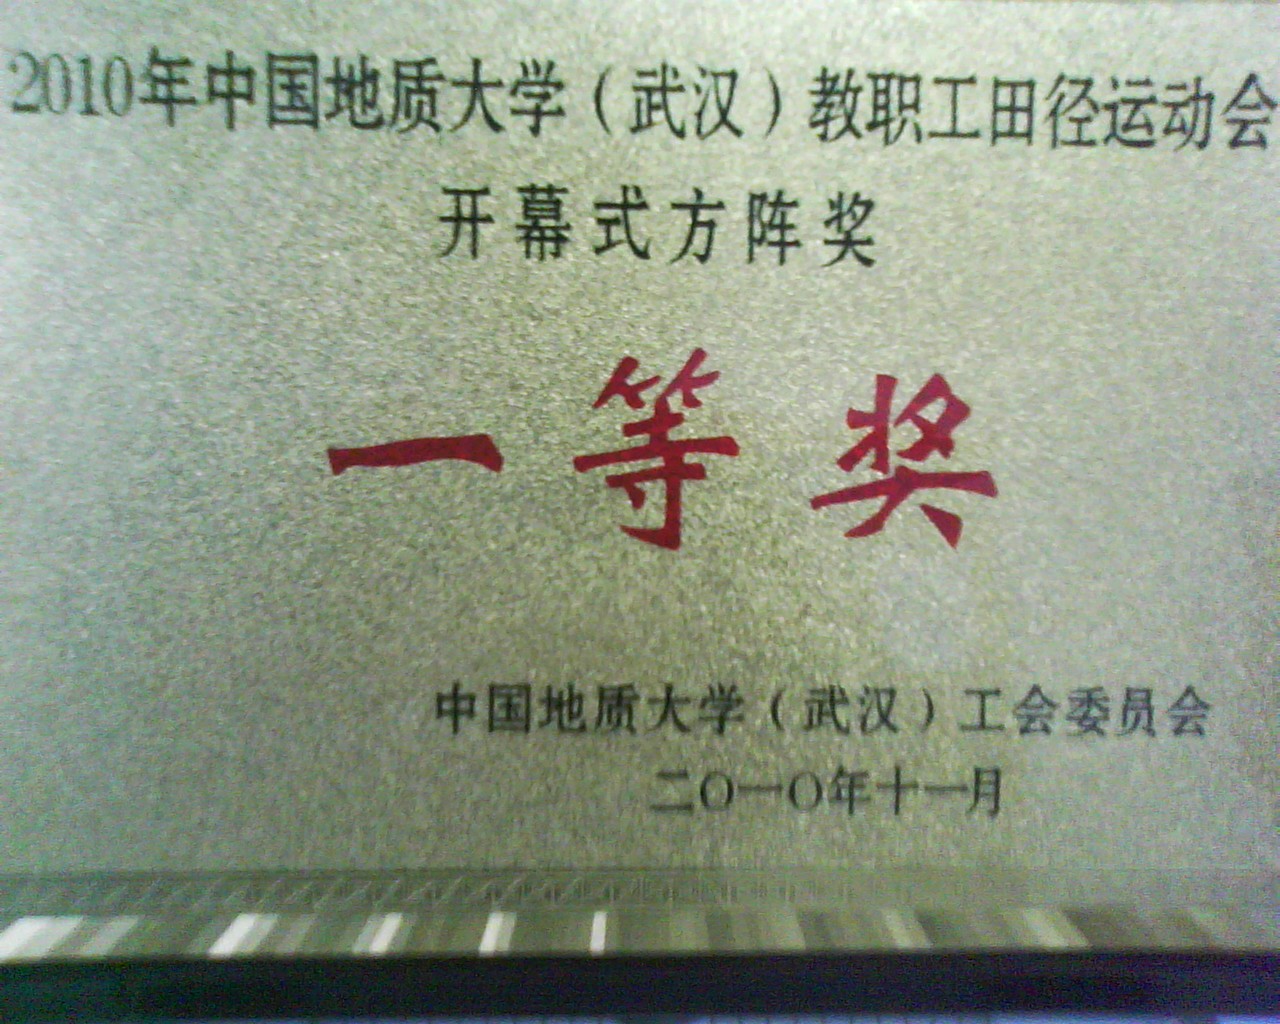 2010年中国地质大学（武汉）教职工田径运动会
开幕式方阵奖
一等奖
中国地质大学（武汉）工会委员会
二〇一〇年十一月